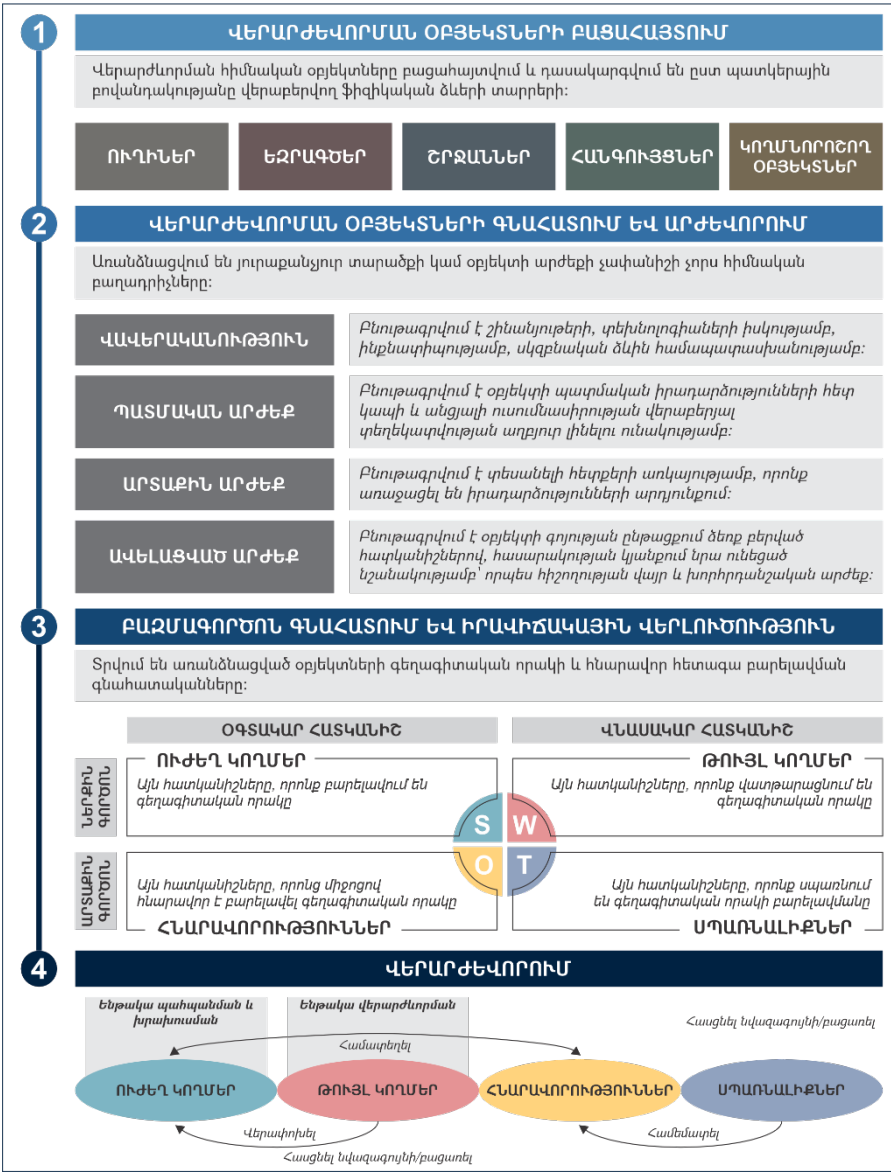 1
ՎԵՐԱՐԺԵՎՈՐՄԱՆ ՕԲՅԵԿՏՆԵՐԻ ԲԱՑԱՀԱՅՏՈՒՄ
Վերարժևորման հիմնական օբյեկտները բացահայտվում և դասակարգվում են ըստ պատկերային
բովանդակությանը վերաբերվող ֆիզիկական ձևերի տարրերի:
ՈՒՂԻՆԵՐ
ԵԶՐԱԳԾԵՐ
ՇՐՋԱՆՆԵՐ
ՀԱՆԳՈՒՅՑՆԵՐ
ԿՈՂՄՆՈՐՈՇՈՂ
ՕԲՅԵԿՏՆԵՐ
2
ՎԵՐԱՐԺԵՎՈՐՄԱՆ ՕԲՅԵԿՏՆԵՐԻ ԳՆԱՀԱՏՈՒՄ ԵՎ ԱՐԺԵՎՈՐՈՒՄ
Առանձնացվում են յուրաքանչյուր տարածքի կամ օբյեկտի արժեքի չափանիշի չորս հիմնական
բաղադրիչները:
ՎԱՎԵՐԱԿԱՆՈՒԹՅՈՒՆ
Բնութագրվում է շինանյութերի, տեխնոլոգիաների իսկությամբ,
ինքնատիպությամբ, սկզբնական ձևին համապատասխանությամբ:
ՊԱՏՄԱԿԱՆ ԱՐԺԵՔ
Բնութագրվում է օբյեկտի պատմական իրադարձությունների հետ
կապի և անցյալի ուսումնասիրության վերաբերյալ
տեղեկատվության աղբյուր լինելու ունակությամբ:
ԱՐՏԱՔԻՆ ԱՐԺԵՔ
Բնութագրվում է տեսանելի հետքերի առկայությամբ, որոնք
առաջացել են իրադարձությունների արդյունքում:
ԱՎԵԼԱՑՎԱԾ ԱՐԺԵՔ
Բնութագրվում է օբյեկտի գոյության ընթացքում ձեռք բերված
հատկանիշներով, հասարակության կյանքում նրա ունեցած
նշանակությամբ՝ որպես հիշողության վայր և խորհրդանշական արժեք:
3
ԲԱԶՄԱԳՈՐԾՈՆ ԳՆԱՀԱՏՈՒՄ ԵՎ ԻՐԱՎԻՃԱԿԱՅԻՆ ՎԵՐԼՈՒԾՈՒԹՅՈՒՆ
Տրվում են առանձնացված օբյեկտների գեղագիտական որակի և հնարավոր հետագա բարելավման
գնահատականները:
ՕԳՏԱԿԱՐ ՀԱՏԿԱՆԻՇ
ՎՆԱՍԱԿԱՐ ՀԱՏԿԱՆԻՇ
ՆԵՐՔԻՆ
ԳՈՐԾՈՆ
ՈՒԺԵՂ ԿՈՂՄԵՐ
Այն հատկանիշները, որոնք բարելավում են
գեղագիտական որակը
ԹՈՒՅԼ ԿՈՂՄԵՐ
Այն հատկանիշները, որոնք վատթարացնում են
գեղագիտական որակը
S
W
O
T
ԱՐՏԱՔԻՆ
ԳՈՐԾՈՆ
Այն հատկանիշները, որոնց միջոցով
հնարավոր է բարելավել գեղագիտական որակը
ՀՆԱՐԱՎՈՐՈՒԹՅՈՒՆՆԵՐ
Այն հատկանիշները, որոնք սպառնում
են գեղագիտական որակի բարելավմանը
ՍՊԱՌՆԱԼԻՔՆԵՐ
4
ՎԵՐԱՐԺԵՎՈՐՈՒՄ
Ենթակա պահպանման և
խրախուսման
Ենթակա վերարժևորման
Հասցնել նվազագույնի/բացառել
Համատեղել
ՈՒԺԵՂ ԿՈՂՄԵՐ
ԹՈՒՅԼ ԿՈՂՄԵՐ
ՀՆԱՐԱՎՈՐՈՒԹՅՈՒՆՆԵՐ
ՍՊԱՌՆԱԼԻՔՆԵՐ
Վերափոխել
Համեմատել
Հասցնել նվազագույնի/բացառել